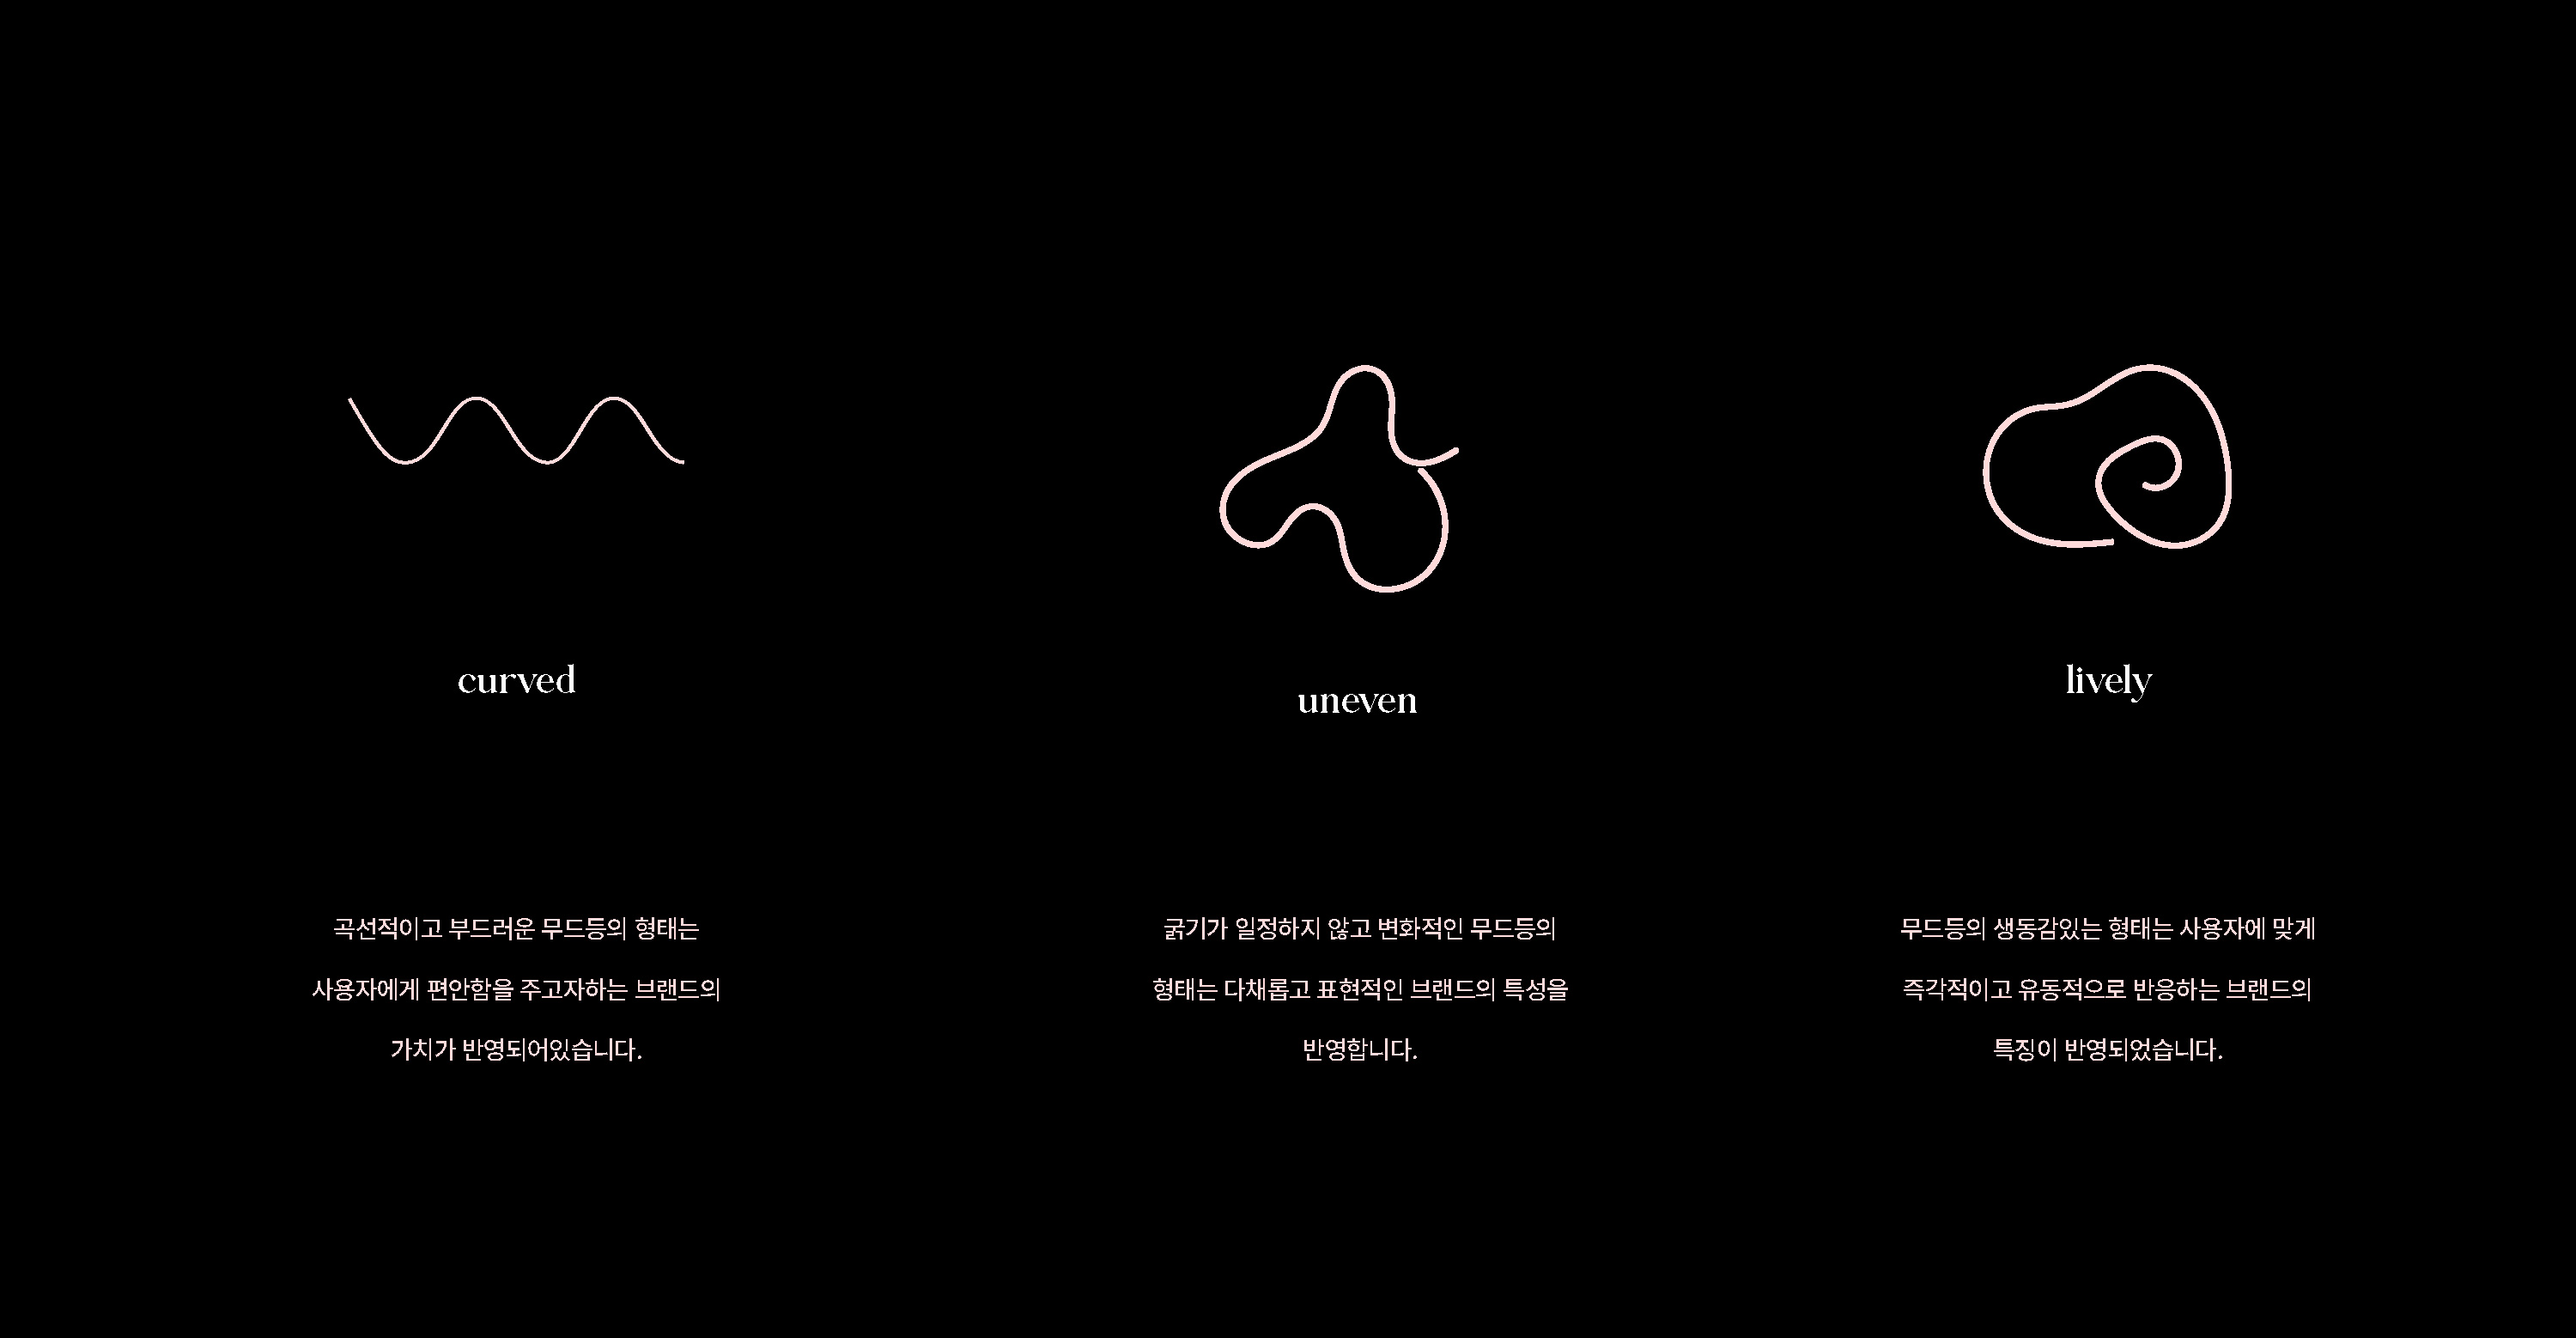 curved
곡선적이고 부드러운 무드등의 형태는
사용자에게 편안함을 주고자하는 브랜드의
가치가 반영되어있습니다.
uneven
굵기가 일정하지 않고 변화적인 무드등의
형태는 다채롭고 표현적인 브랜드의 특성을
반영합니다.
lively
무드등의 생동감있는 형태는 사용자에 맞게
즉각적이고 유동적으로 반응하는 브랜드의
특징이 반영되었습니다.